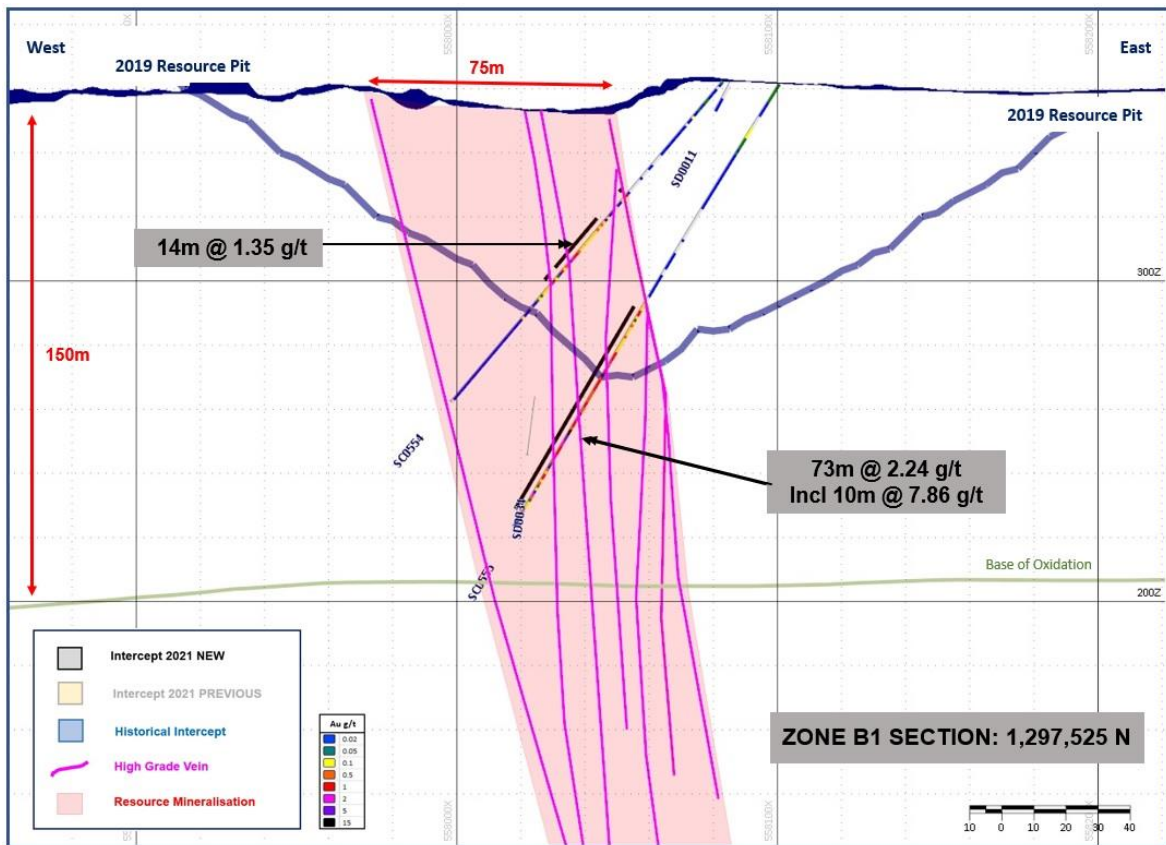 West
East
2019 Resource Pit
75m
2019 Resource Pit
558000X
558100X
558200X
SD0011
14m @ 1.35 g/t
300Z
150m
SC0554
73m @ 2.24 g/t
Incl 10m @ 7.86 g/t
Base of Oxidation
200Z
Intercept 2021 NEW
Intercept 2021 PREVIOUS
Historical Intercept
High Grade Vein
Resource Mineralisation
Au g/t
0.02
0.05
0.1
0.5
1
2
5
15
ZONE B1 SECTION: 1,297,525 N
10 0 10 20 30 40